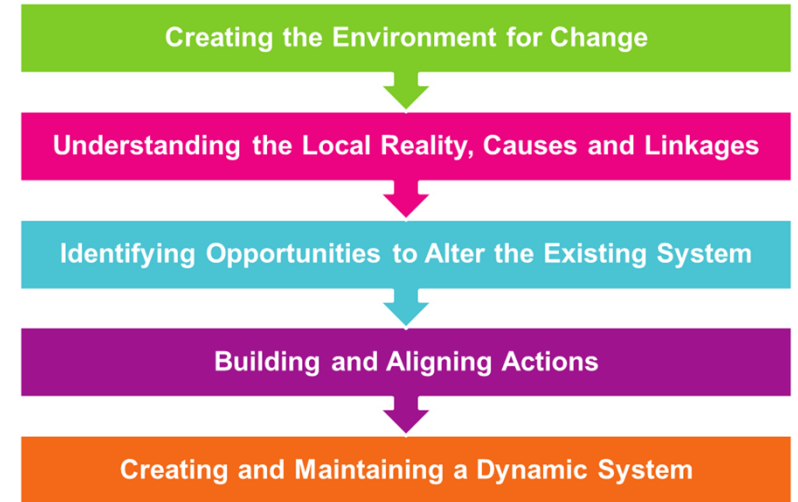 Creating the Environment for Change
Understanding the Local Reality, Causes and Linkages
Identifying Opportunities to Alter the Existing System
Building and Aligning Actions
Creating and Maintaining a Dynamic System